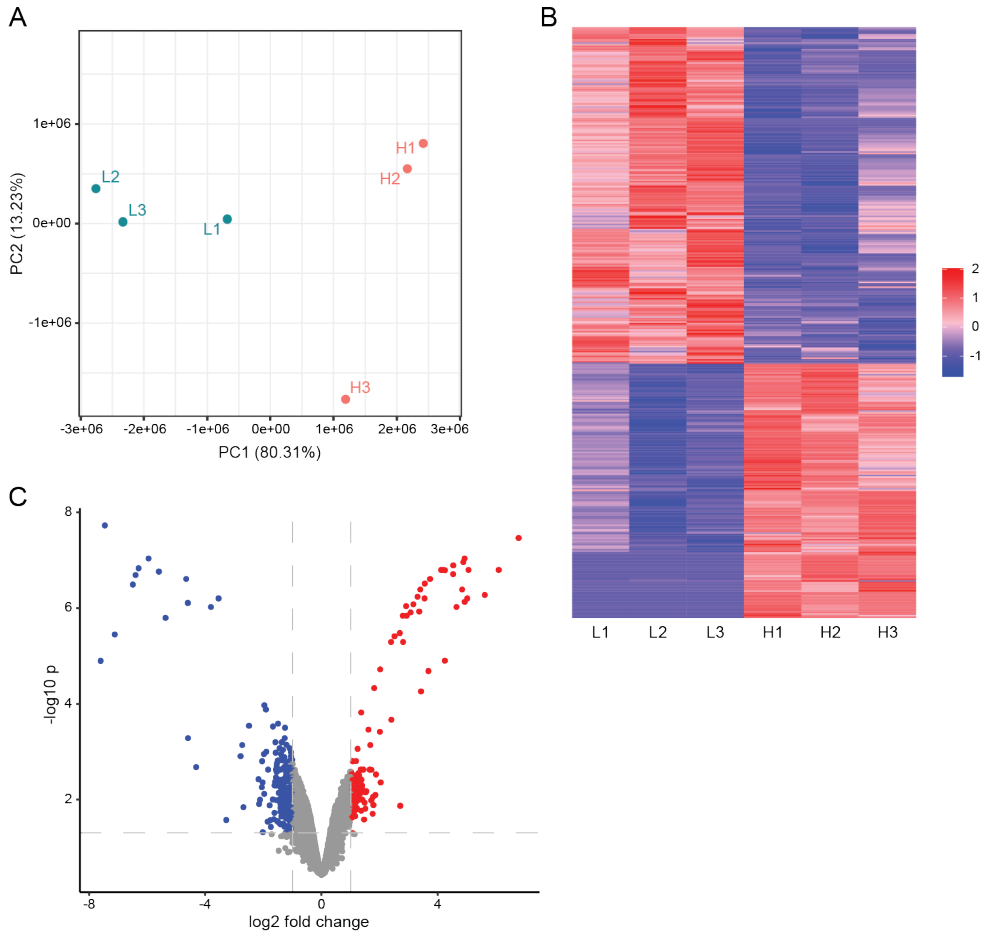 A
PC2 (13.23%)
1e+06
0e+00
-1e+06
L2
L3
L1
H1
H2
H3
-3e+06 -2e+06 -1e+06 0e+00 1e+06 2e+06 3e+06
PC1 (80.31%)
B
2
1
0
-1
L1 L2 L3 H1 H2 H3
C
-log10 p
8
6
4
2
-8 -4 0 4
log2 fold change